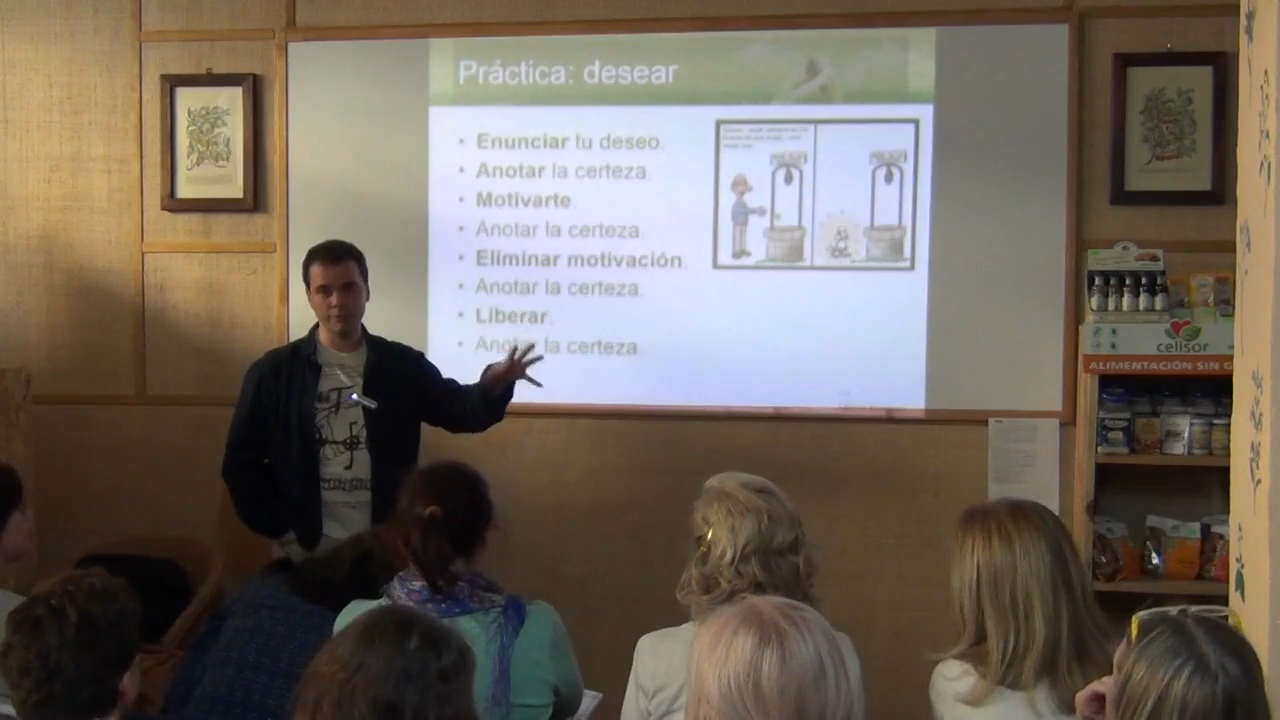 Práctica: desear
• Enunciar tu deseo.
• Anotar la certeza.
• Motivarte.
• Anotar la certeza.
• Eliminar motivación.
• Anotar la certeza.
• Liberar.
• Anotar la certeza.
celisor
ALIMENTACIÓN SIN G